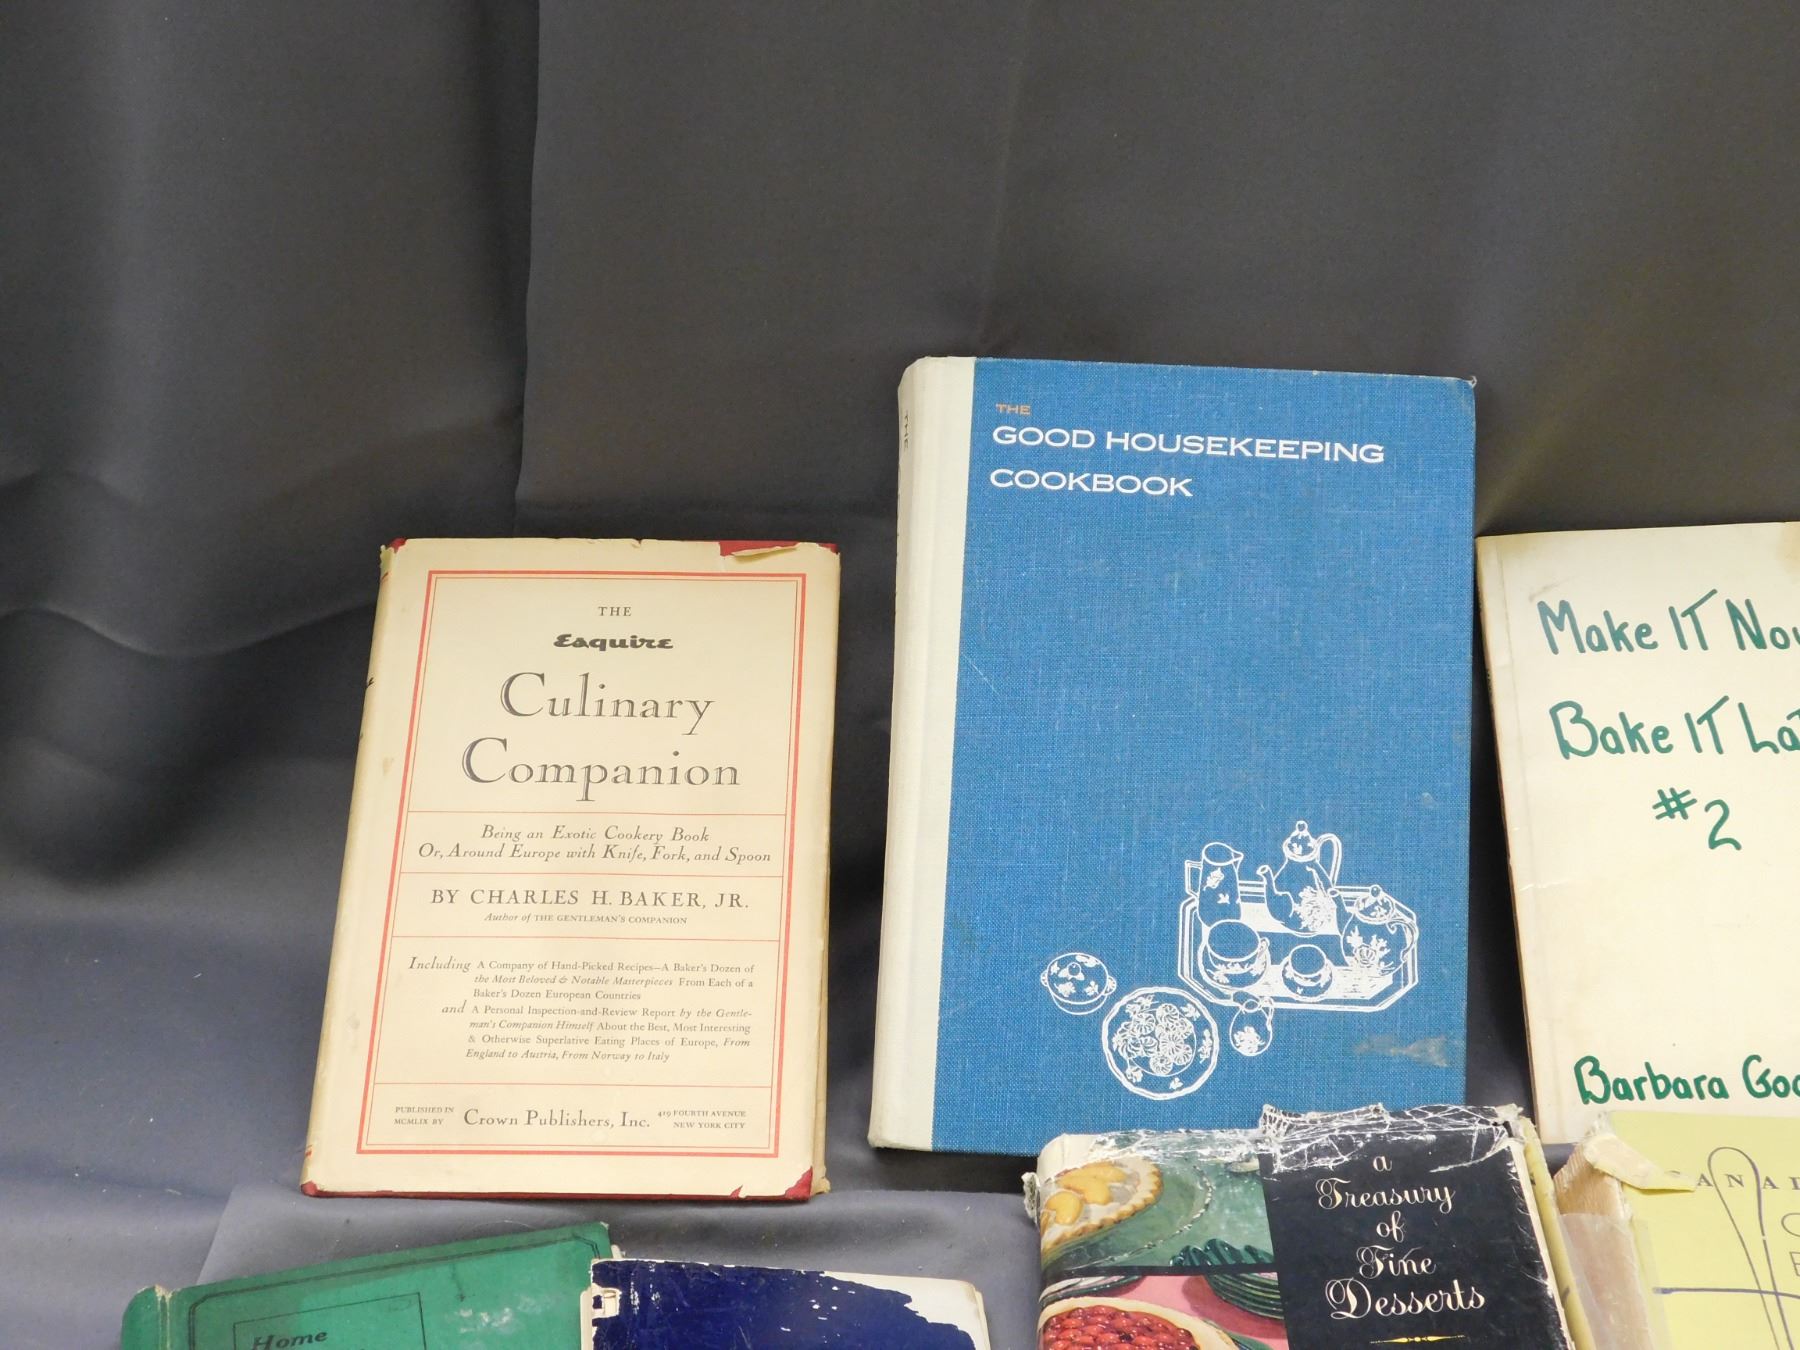 THE
Esquire
Culinary
Companion
Being an Exotic Cookery Book
Or, Around Europe with Knife, Fork, and Spoon
BY CHARLES H. BAKER, JR.
Author of THE GENTLEMAN'S COMPANION
Including A Company of Hand-Picked Recipes—A Baker's Dozen of
the Most Beloved & Notable Masterpieces From Each of a
Baker's Dozen European Countries
and A Personal Inspection-and-Review Report by the Gentle-
man's Companion Himself About the Best, Most Interesting
& Otherwise Superlative Eating Places of Europe, From
England to Austria, From Norway to Italy
PUBLISHED IN
MCMLIX BY
Crown Publishers, Inc.
419 FOURTH AVENUE
NEW YORK CITY
THE
THE
GOOD HOUSEKEEPING
COOKBOOK
Make IT Now
Bake IT Lat
#2
Barbara Goo
Home
a
Treasury
of
Fine
Desserts
CANAD